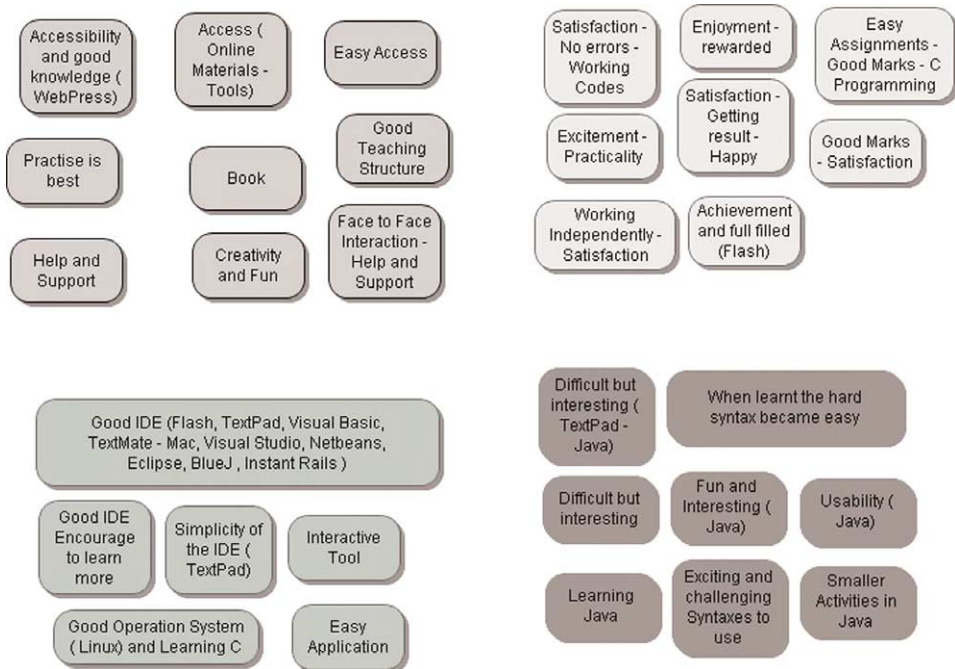 Accessibility
and good
knowledge (
WebPress)
Access (
Online
Materials -
Tools)
Easy Access
Practise is
best
Book
Good
Teaching
Structure
Help and
Support
Creativity
and Fun
Face to Face
Interaction -
Help and
Support
Satisfaction -
No errors -
Working
Codes
Enjoyment -
rewarded
Easy
Assignments -
Good Marks - C
Programming
Excitement -
Practicality
Satisfaction -
Getting
result -
Happy
Good Marks
- Satisfaction
Working
Independently -
Satisfaction
Achievement
and full filled
(Flash)
Good IDE (Flash, TextPad, Visual Basic,
TextMate - Mac, Visual Studio, Netbeans,
Eclipse, BlueJ , Instant Rails )
Good IDE
Encourage
to learn
more
Simplicity of
the IDE (
TextPad)
Interactive
Tool
Good Operation System
( Linux) and Learning C
Easy
Application
Difficult but
interesting (
TextPad -
Java)
When learnt the hard
syntax became easy
Difficult but
interesting
Fun and
Interesting (
Java)
Usability (
Java)
Learning
Java
Exciting and
challenging
Syntaxes to
use
Smaller
Activities in
Java